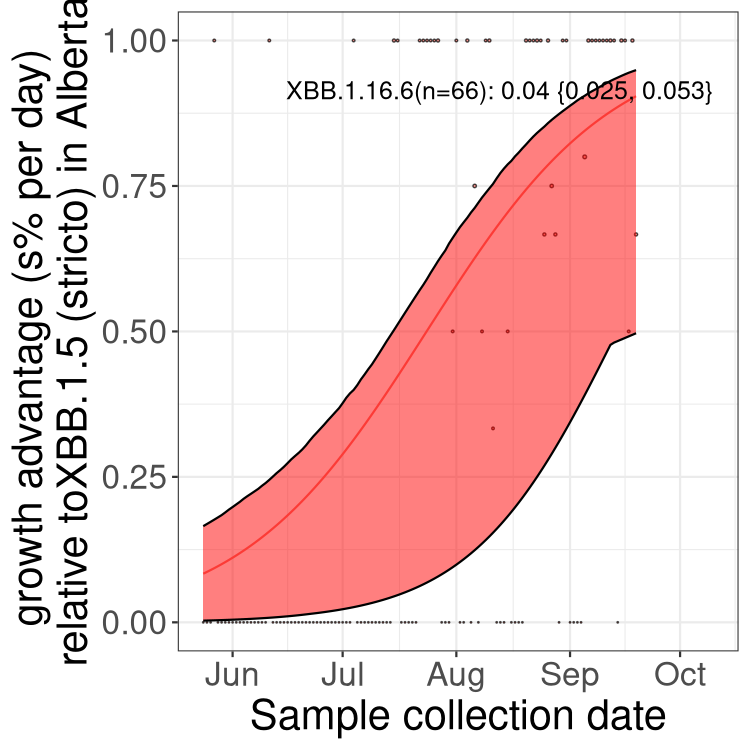 growth advantage (s% per day)
relative toXBB.1.5 (stricto) in Alberta
1.00
0.75
0.50
0.25
0.00
XBB.1.16.6(n=66): 0.04 {0.025, 0.053}
Jun Jul Aug Sep Oct
Sample collection date